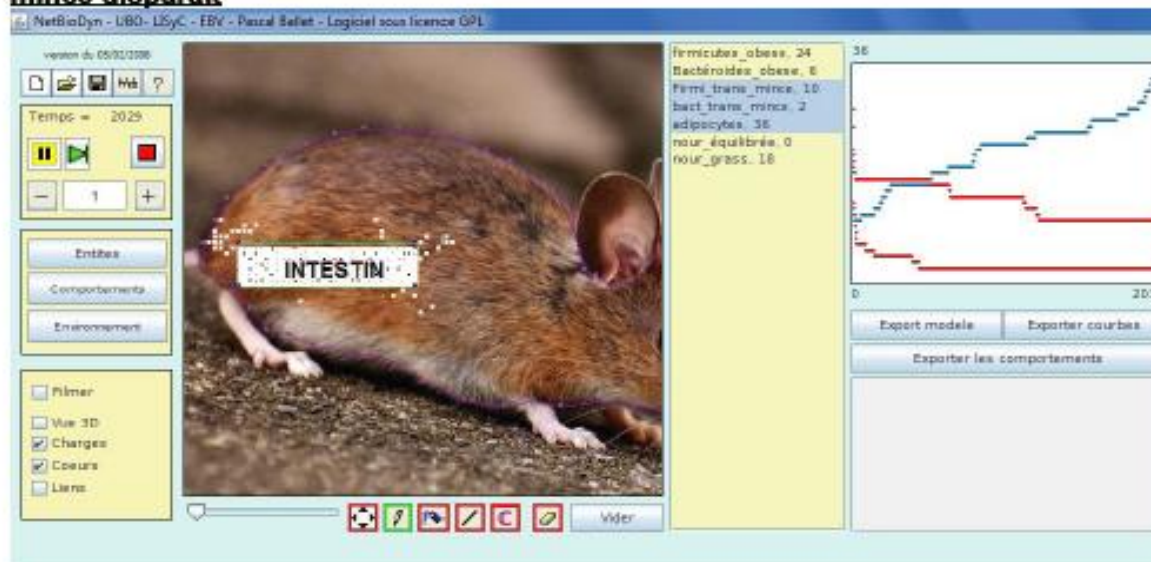 NetBioDyn - UBO- LISyC - EBV - Pascal Ballet - Logiciel sous licence GPL
version du 05/02/2008
Web ?
Temps = 2029
- 1 +
Entites
Comportements
Environnement
Filmer
Vue 3D
Charges
Coeurs
Liens
INTESTIN
Vider
firmicutes_obese, 24
Bactéroides_obese, 6
Firmi_trans_mince, 10
bact_trans_mince, 2
adipocytes, 36
nour_équilibrée, 0
nour_grass, 18
36
0
Export modele
Exporter courbes
Exporter les comportements